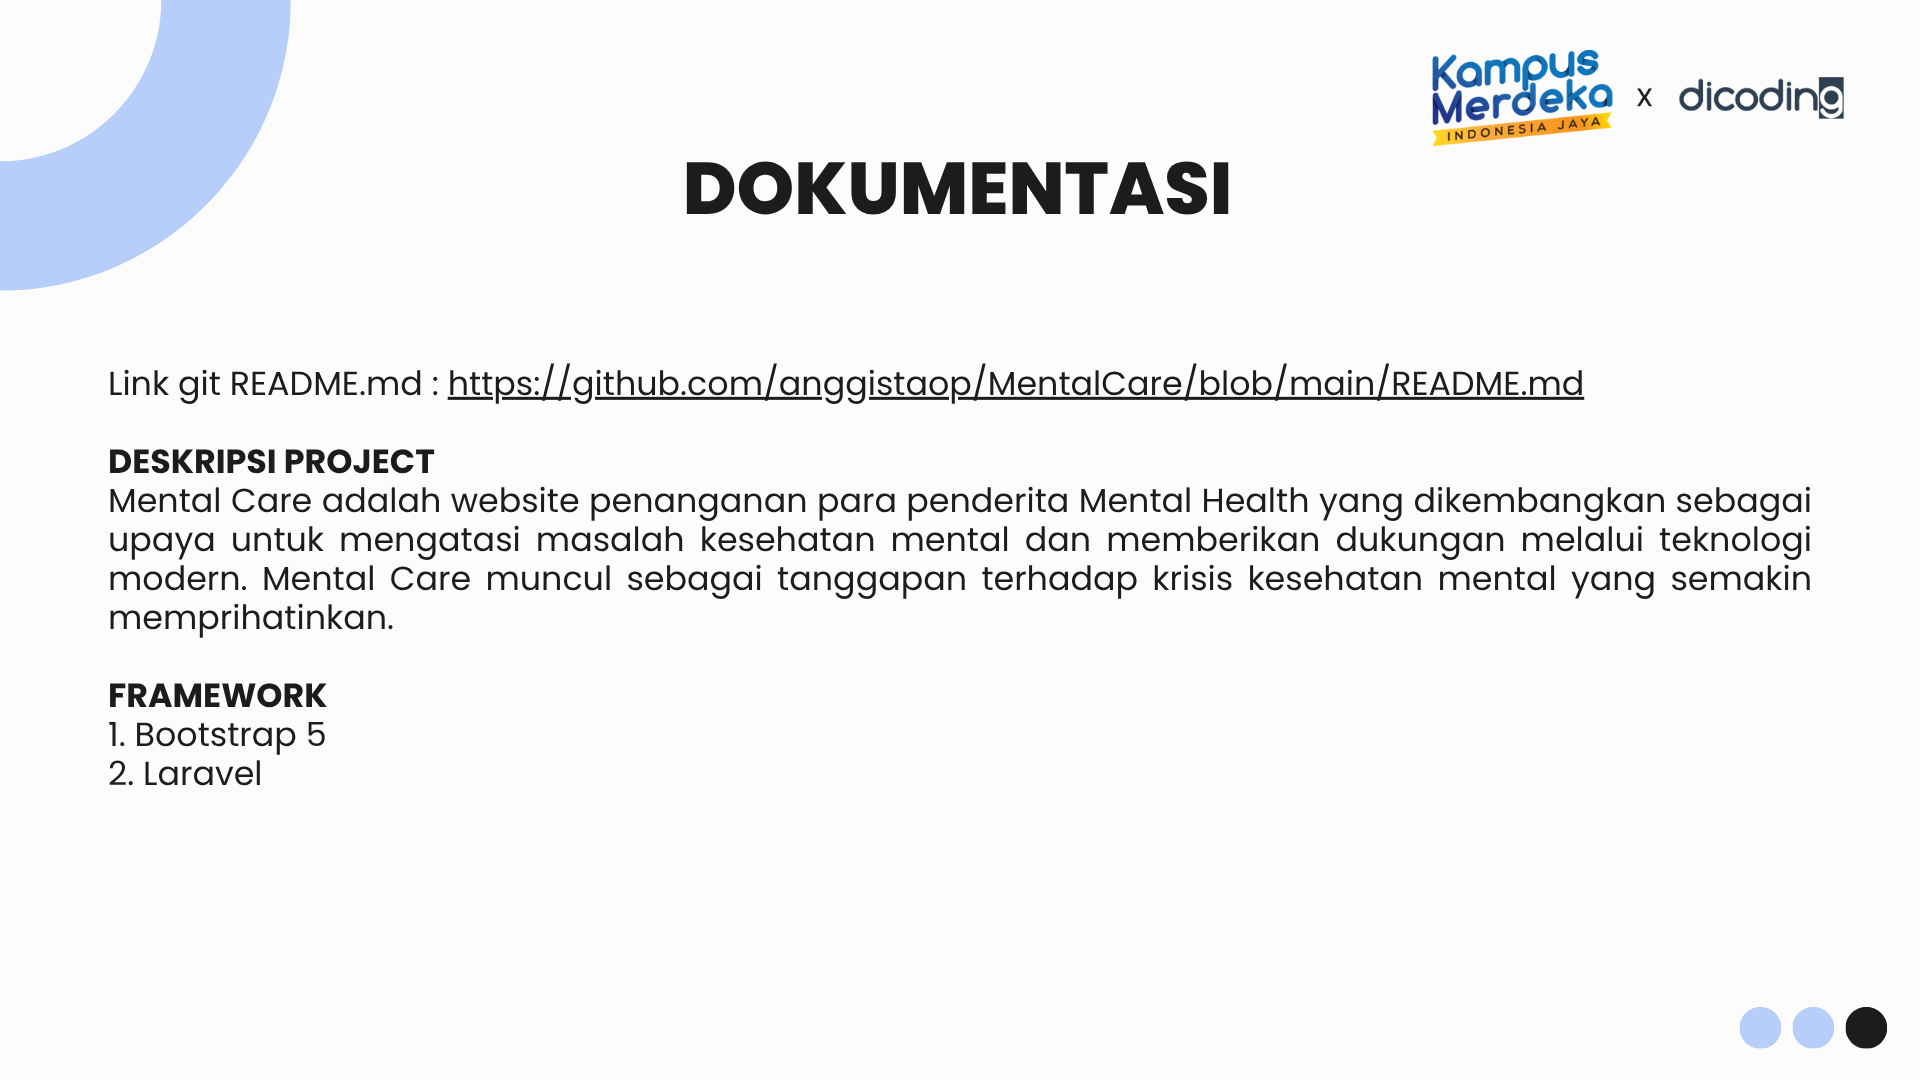 Kampus
Merdeka
INDONESIA JAYA
x
dicoding
DOKUMENTASI
Link git README.md : https://github.com/anggistaop/MentalCare/blob/main/README.md
DESKRIPSI PROJECT
Mental Care adalah website penanganan para penderita Mental Health yang dikembangkan sebagai
upaya untuk mengatasi masalah kesehatan mental dan memberikan dukungan melalui teknologi
modern. Mental Care muncul sebagai tanggapan terhadap krisis kesehatan mental yang semakin
memprihatinkan.
FRAMEWORK
1. Bootstrap 5
2. Laravel